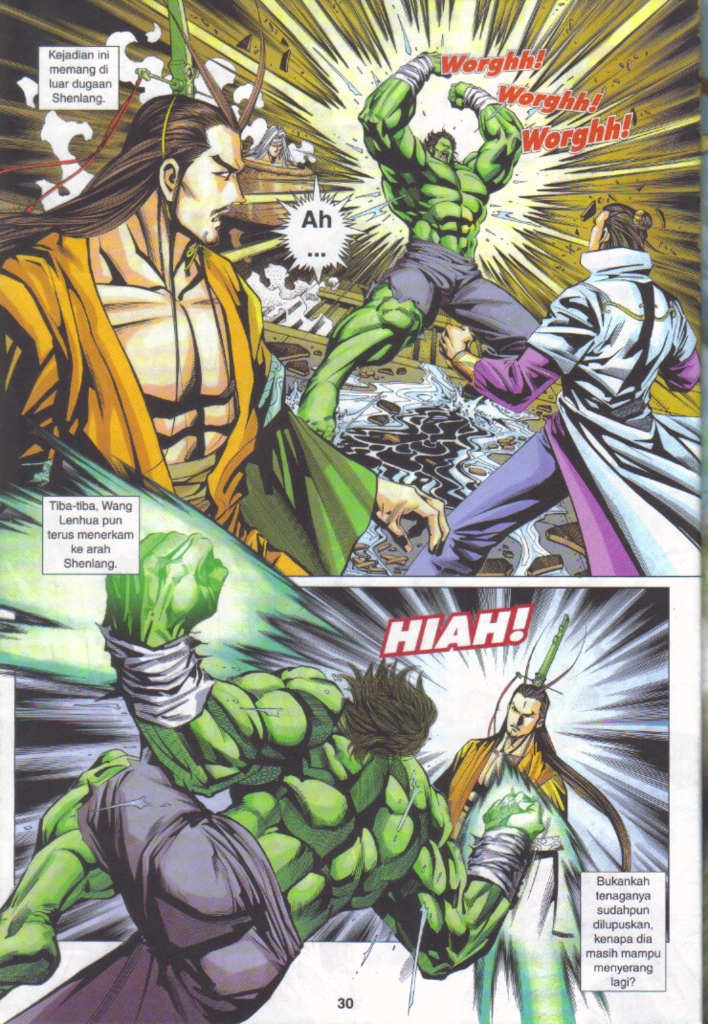 Kejadian ini
memang di
luar dugaan
Shenlang.
Worghh!
Worghh!
Worghh!
Ah
...
Tiba-tiba, Wang
Lenhua pun
terus menerkam
ke arah
Shenlang.
HIAH!
Bukankah
tenaganya
sudahpun
dilupuskan,
kenapa dia
masih mampu
menyerang
lagi?
30